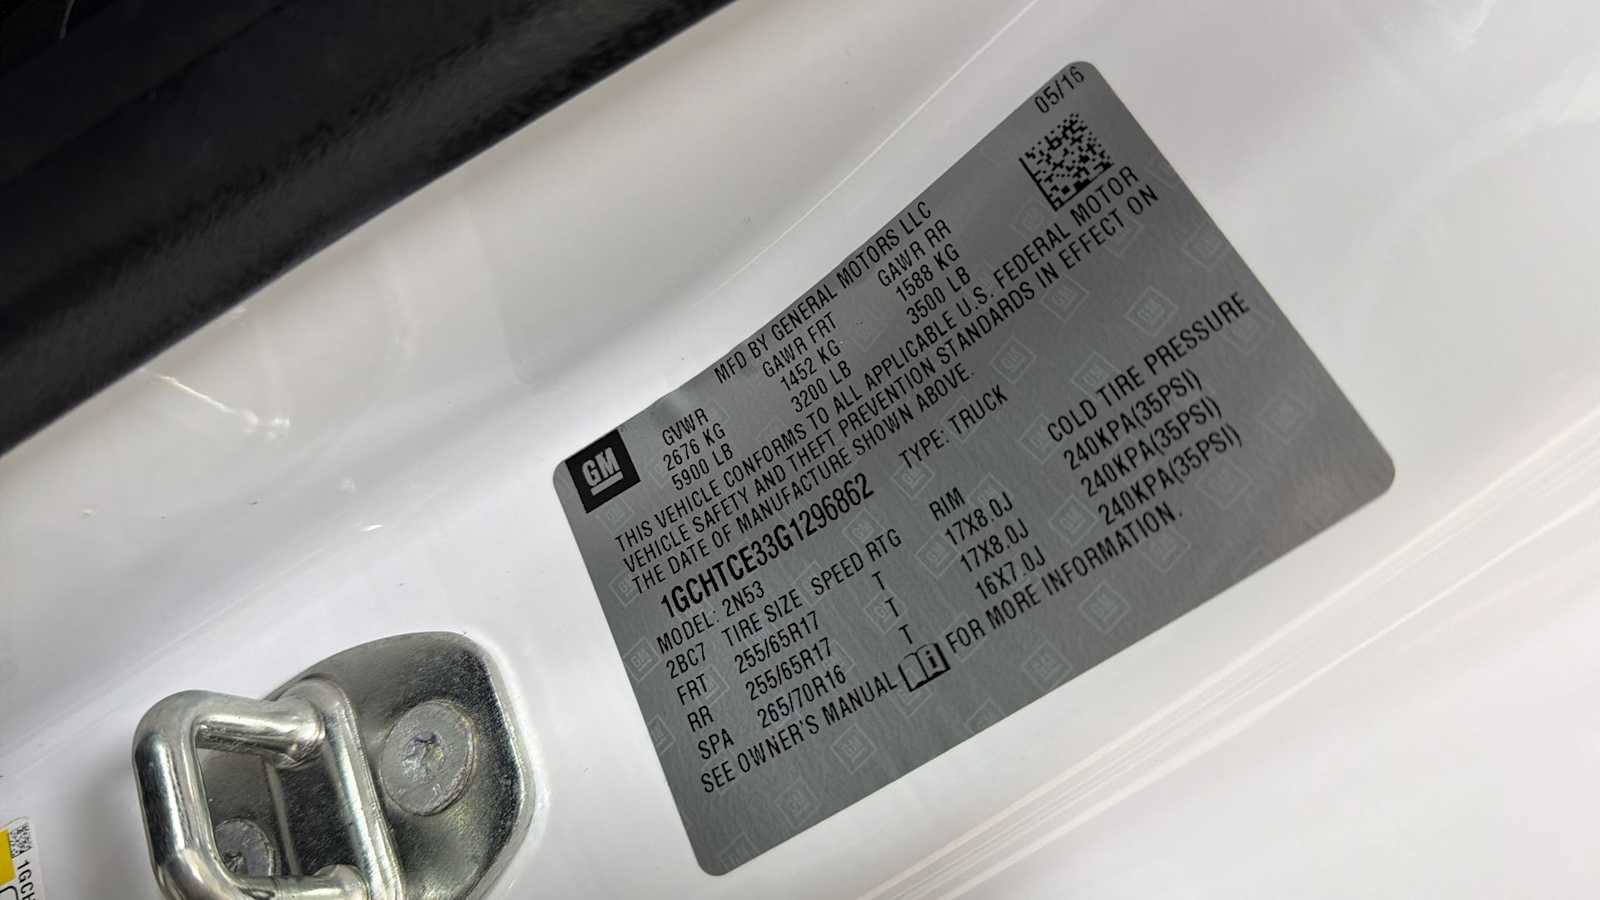 05/16
GM
MFD BY GENERAL MOTORS LLC
GVWR GAWR FRT GAWR RR
2676 KG 1452 KG 1588 KG
5900 LB 3200 LB 3500 LB
THIS VEHICLE CONFORMS TO ALL APPLICABLE U.S. FEDERAL MOTOR
VEHICLE SAFETY AND THEFT PREVENTION STANDARDS IN EFFECT ON
THE DATE OF MANUFACTURE SHOWN ABOVE.
1GCHTCE33G1296862 TYPE: TRUCK
MODEL: 2N53
2BC7 TIRE SIZE SPEED RTG RIM COLD TIRE PRESSURE
FRT 255/65R17 T 17X8.0J 240KPA(35PSI)
RR 255/65R17 T 17X8.0J 240KPA(35PSI)
SPA 265/70R16 T 16X7.0J 240KPA(35PSI)
SEE OWNER'S MANUAL FOR MORE INFORMATION.
1GCH